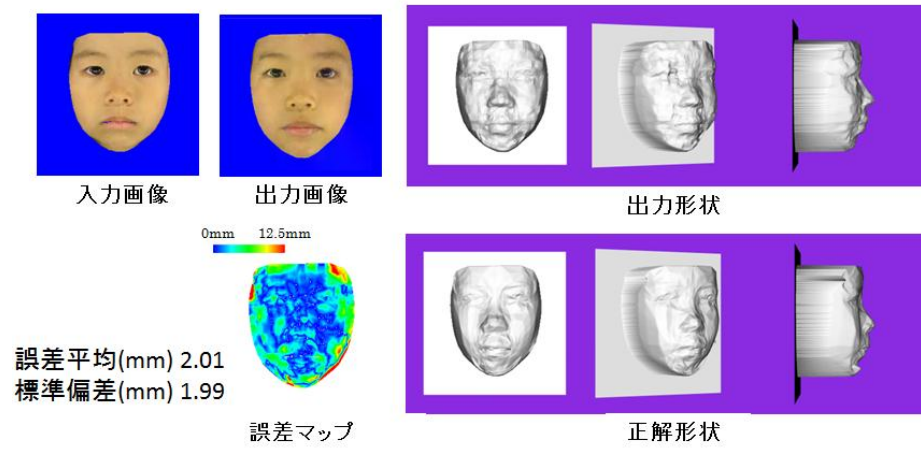 入力画像
出力画像
出力形状
0mm 12.5mm
誤差平均(mm) 2.01
標準偏差(mm) 1.99
誤差マップ
正解形状